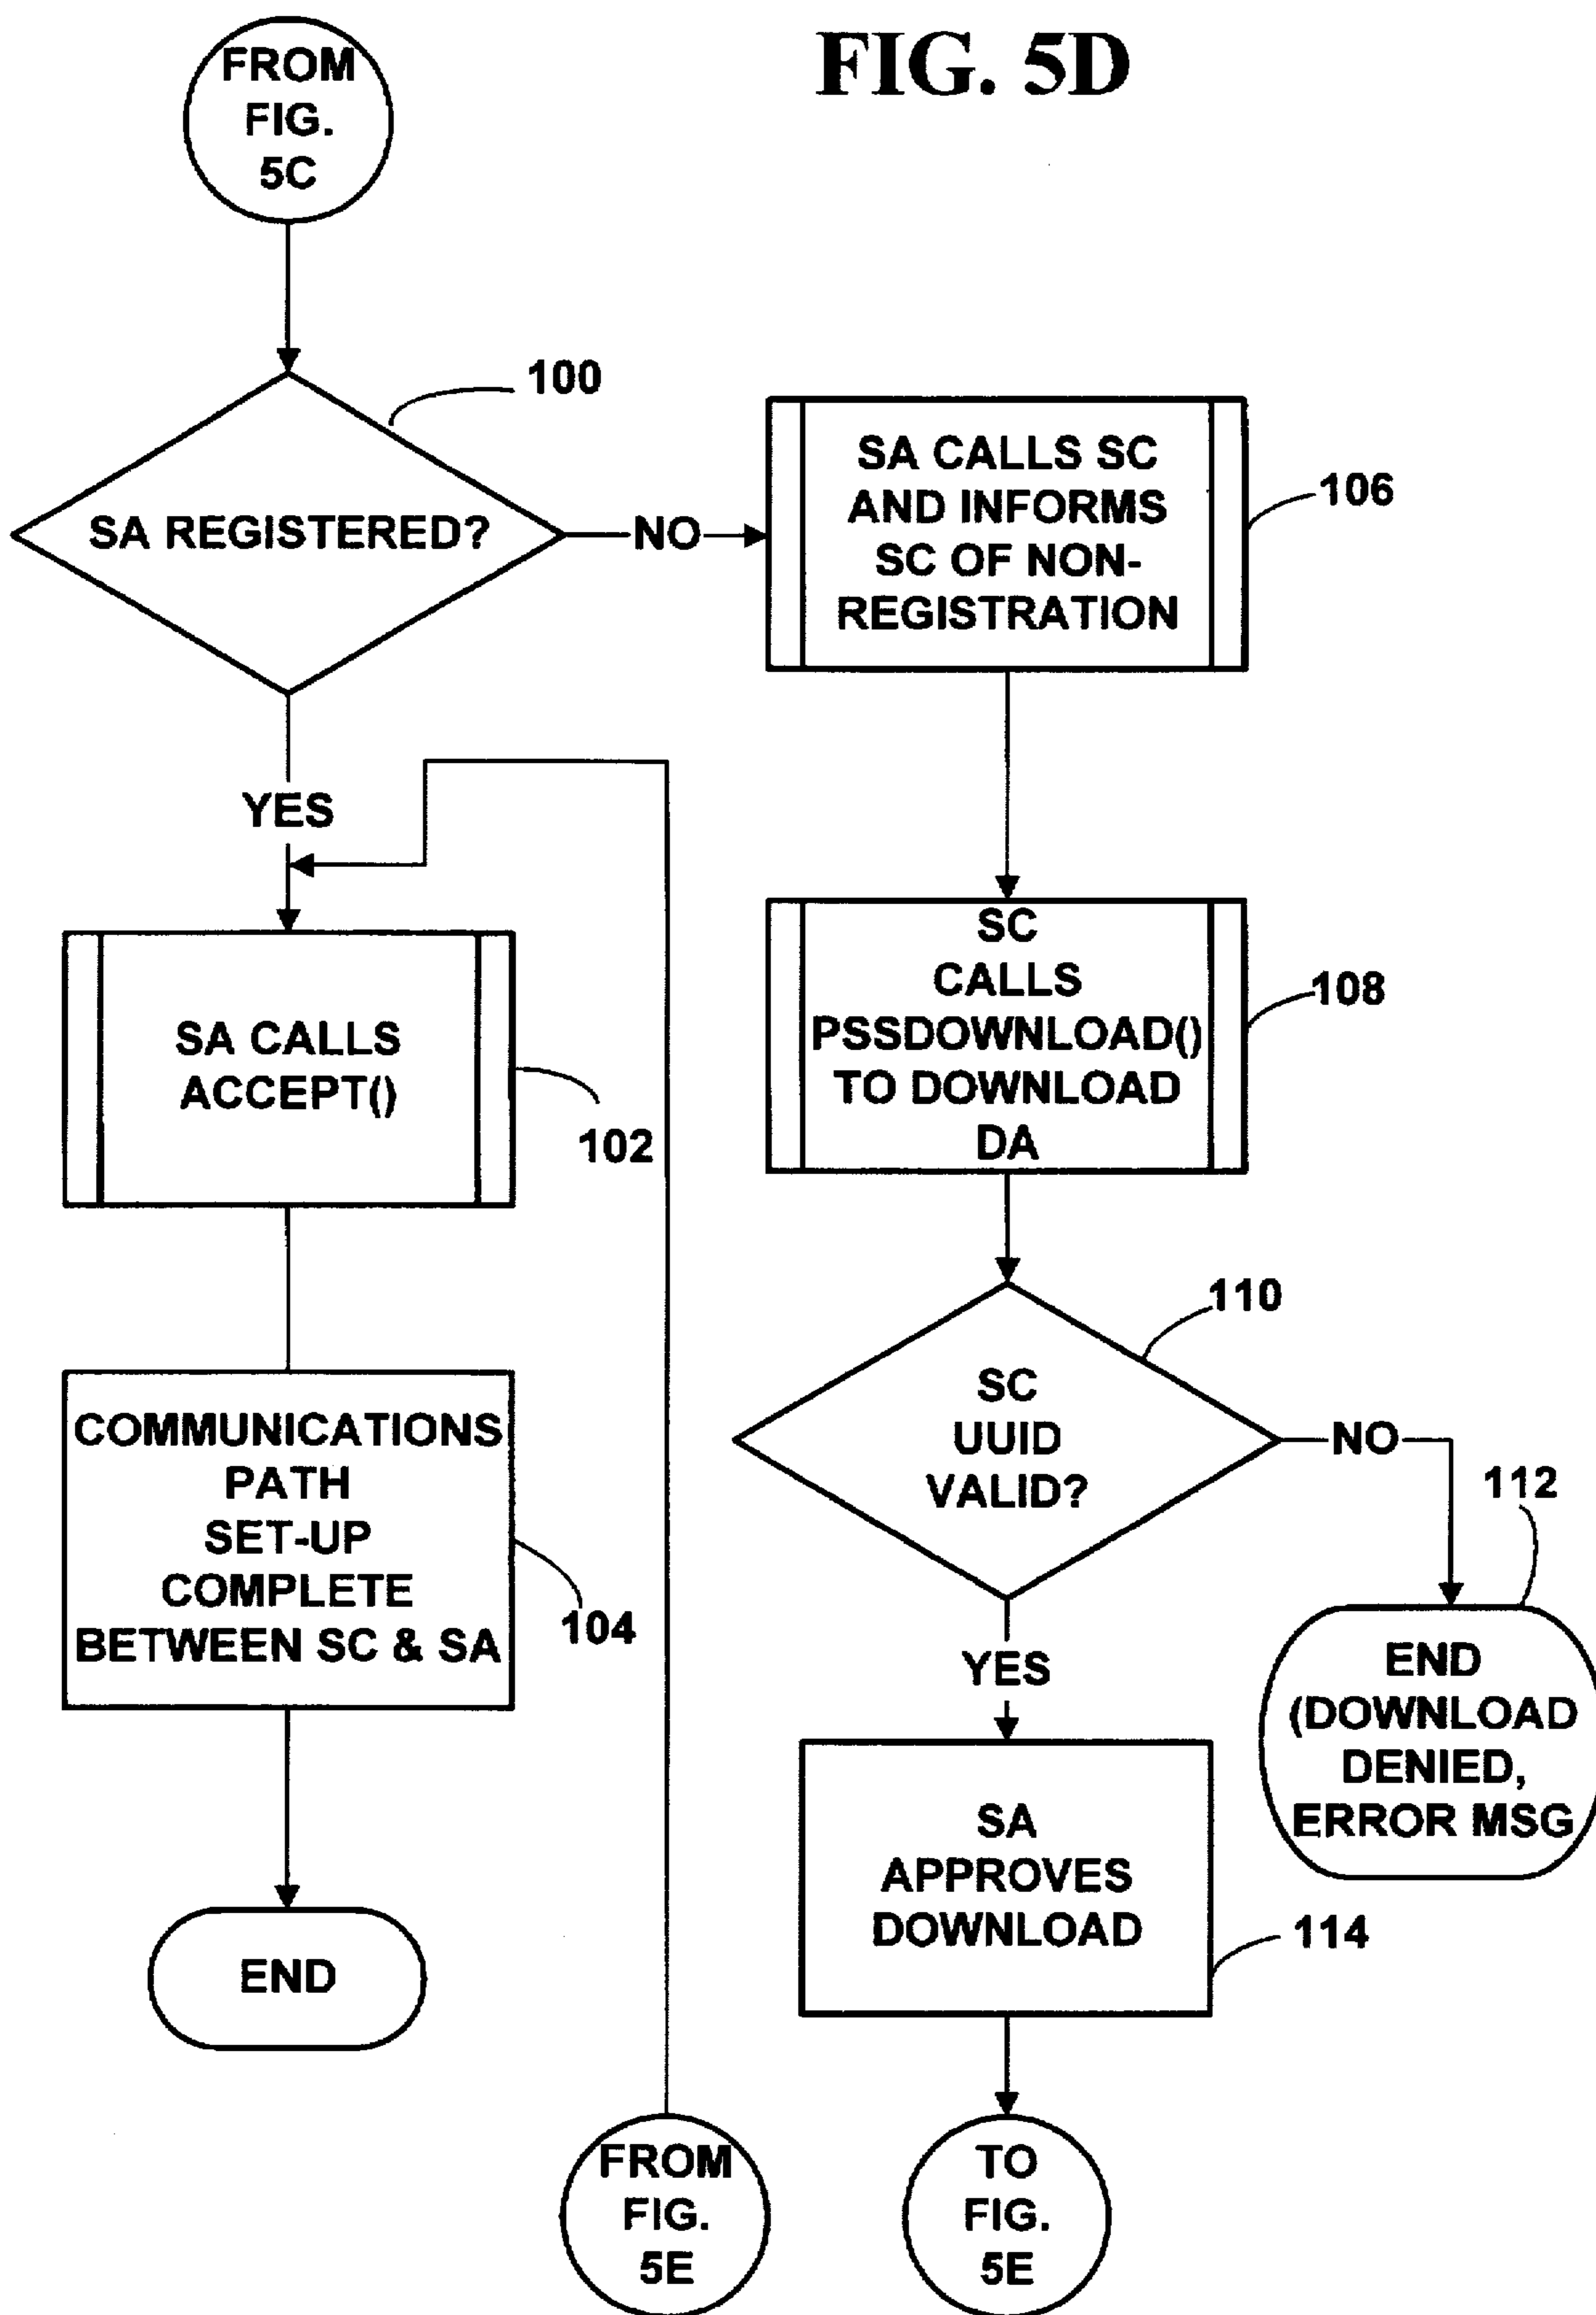 FIG. 5D
FROM
FIG.
5C
100
SA REGISTERED?
NO
YES
SA CALLS
ACCEPT()
102
COMMUNICATIONS
PATH
SET-UP
COMPLETE
BETWEEN SC & SA
104
END
SA CALLS SC
AND INFORMS
SC OF NON-
REGISTRATION
106
SC
CALLS
PSSDOWNLOAD()
TO DOWNLOAD
DA
108
110
SC
UUID
VALID?
NO
112
END
(DOWNLOAD
DENIED,
ERROR MSG
YES
SA
APPROVES
DOWNLOAD
114
FROM
FIG.
5E
TO
FIG.
5E